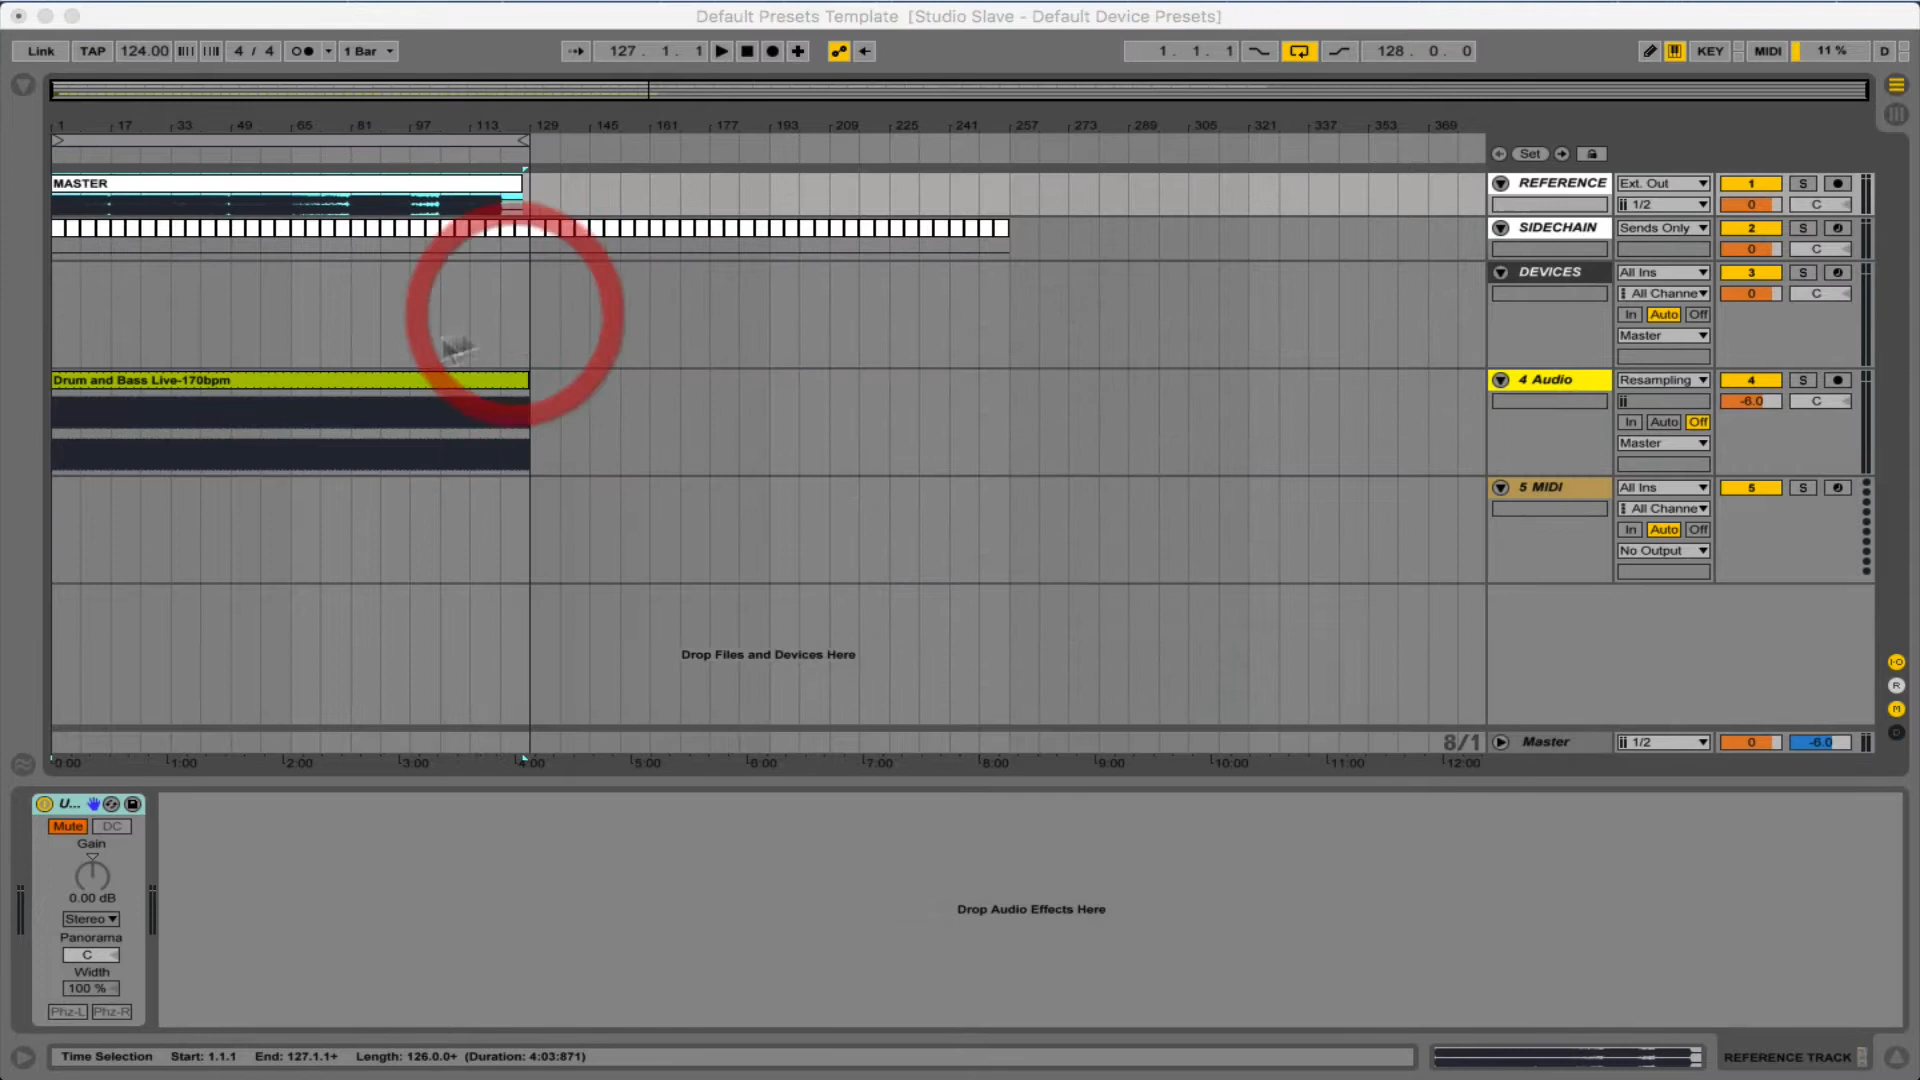 Default Presets Template  [Studio Slave - Default Device Presets]
Link TAP 124.00 4 / 4 1 Bar 127. 1. 1 1. 1. 1 128. 0. 0 KEY MIDI 11 % D
1 17 33 49 65 81 97 113 129 145 161 177 193 209 225 241 257 273 289 305 321 337 353 369
Set
MASTER
REFERENCE Ext. Out 1 S
1/2 0 C
SIDECHAIN Sends Only 2 S
0 C
DEVICES All Ins 3 S
All Channe 0 C
In Auto Off
Master
Drum and Bass Live-170bpm
4 Audio Resampling 4 S
-6.0 C
In Auto Off
Master
5 MIDI All Ins 5 S
All Channe
In Auto Off
No Output
Drop Files and Devices Here
I-O
R
M
D
8/1 Master 1/2 0 -6.0
0:00 1:00 2:00 3:00 4:00 5:00 6:00 7:00 8:00 9:00 10:00 11:00 12:00
U...
Mute DC
Gain
0.00 dB
Stereo
Panorama
C
Width
100 %
Phz-L Phz-R
Drop Audio Effects Here
Time Selection Start: 1.1.1 End: 127.1.1+ Length: 126.0.0+ (Duration: 4:03:871)
REFERENCE TRACK